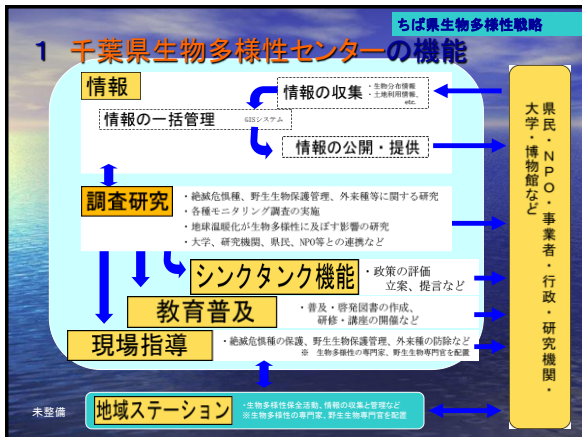 ちば県生物多様性戦略
1 千葉県生物多様性センターの機能
情報
情報の収集
・生物分布情報
・土地利用情報、
etc.
情報の一括管理
GISシステム
情報の公開・提供
調査研究
・絶滅危惧種、野生生物保護管理、外来種等に関する研究
・各種モニタリング調査の実施
・地球温暖化が生物多様性に及ぼす影響の研究
・大学、研究機関、県民、NPO等との連携など
シンクタンク機能
・政策の評価
立案、提言など
教育普及
・普及・啓発図書の作成、
研修・講座の開催など
現場指導
・絶滅危惧種の保護、野生生物保護管理、外来種の防除など
※ 生物多様性の専門家、野生生物専門官を配置
未整備
地域ステーション
・生物多様性保全活動、情報の収集と管理など
※生物多様性の専門家、野生生物専門官を配置
県民・NPO・事業者・行政・研究機関・
大学・博物館など